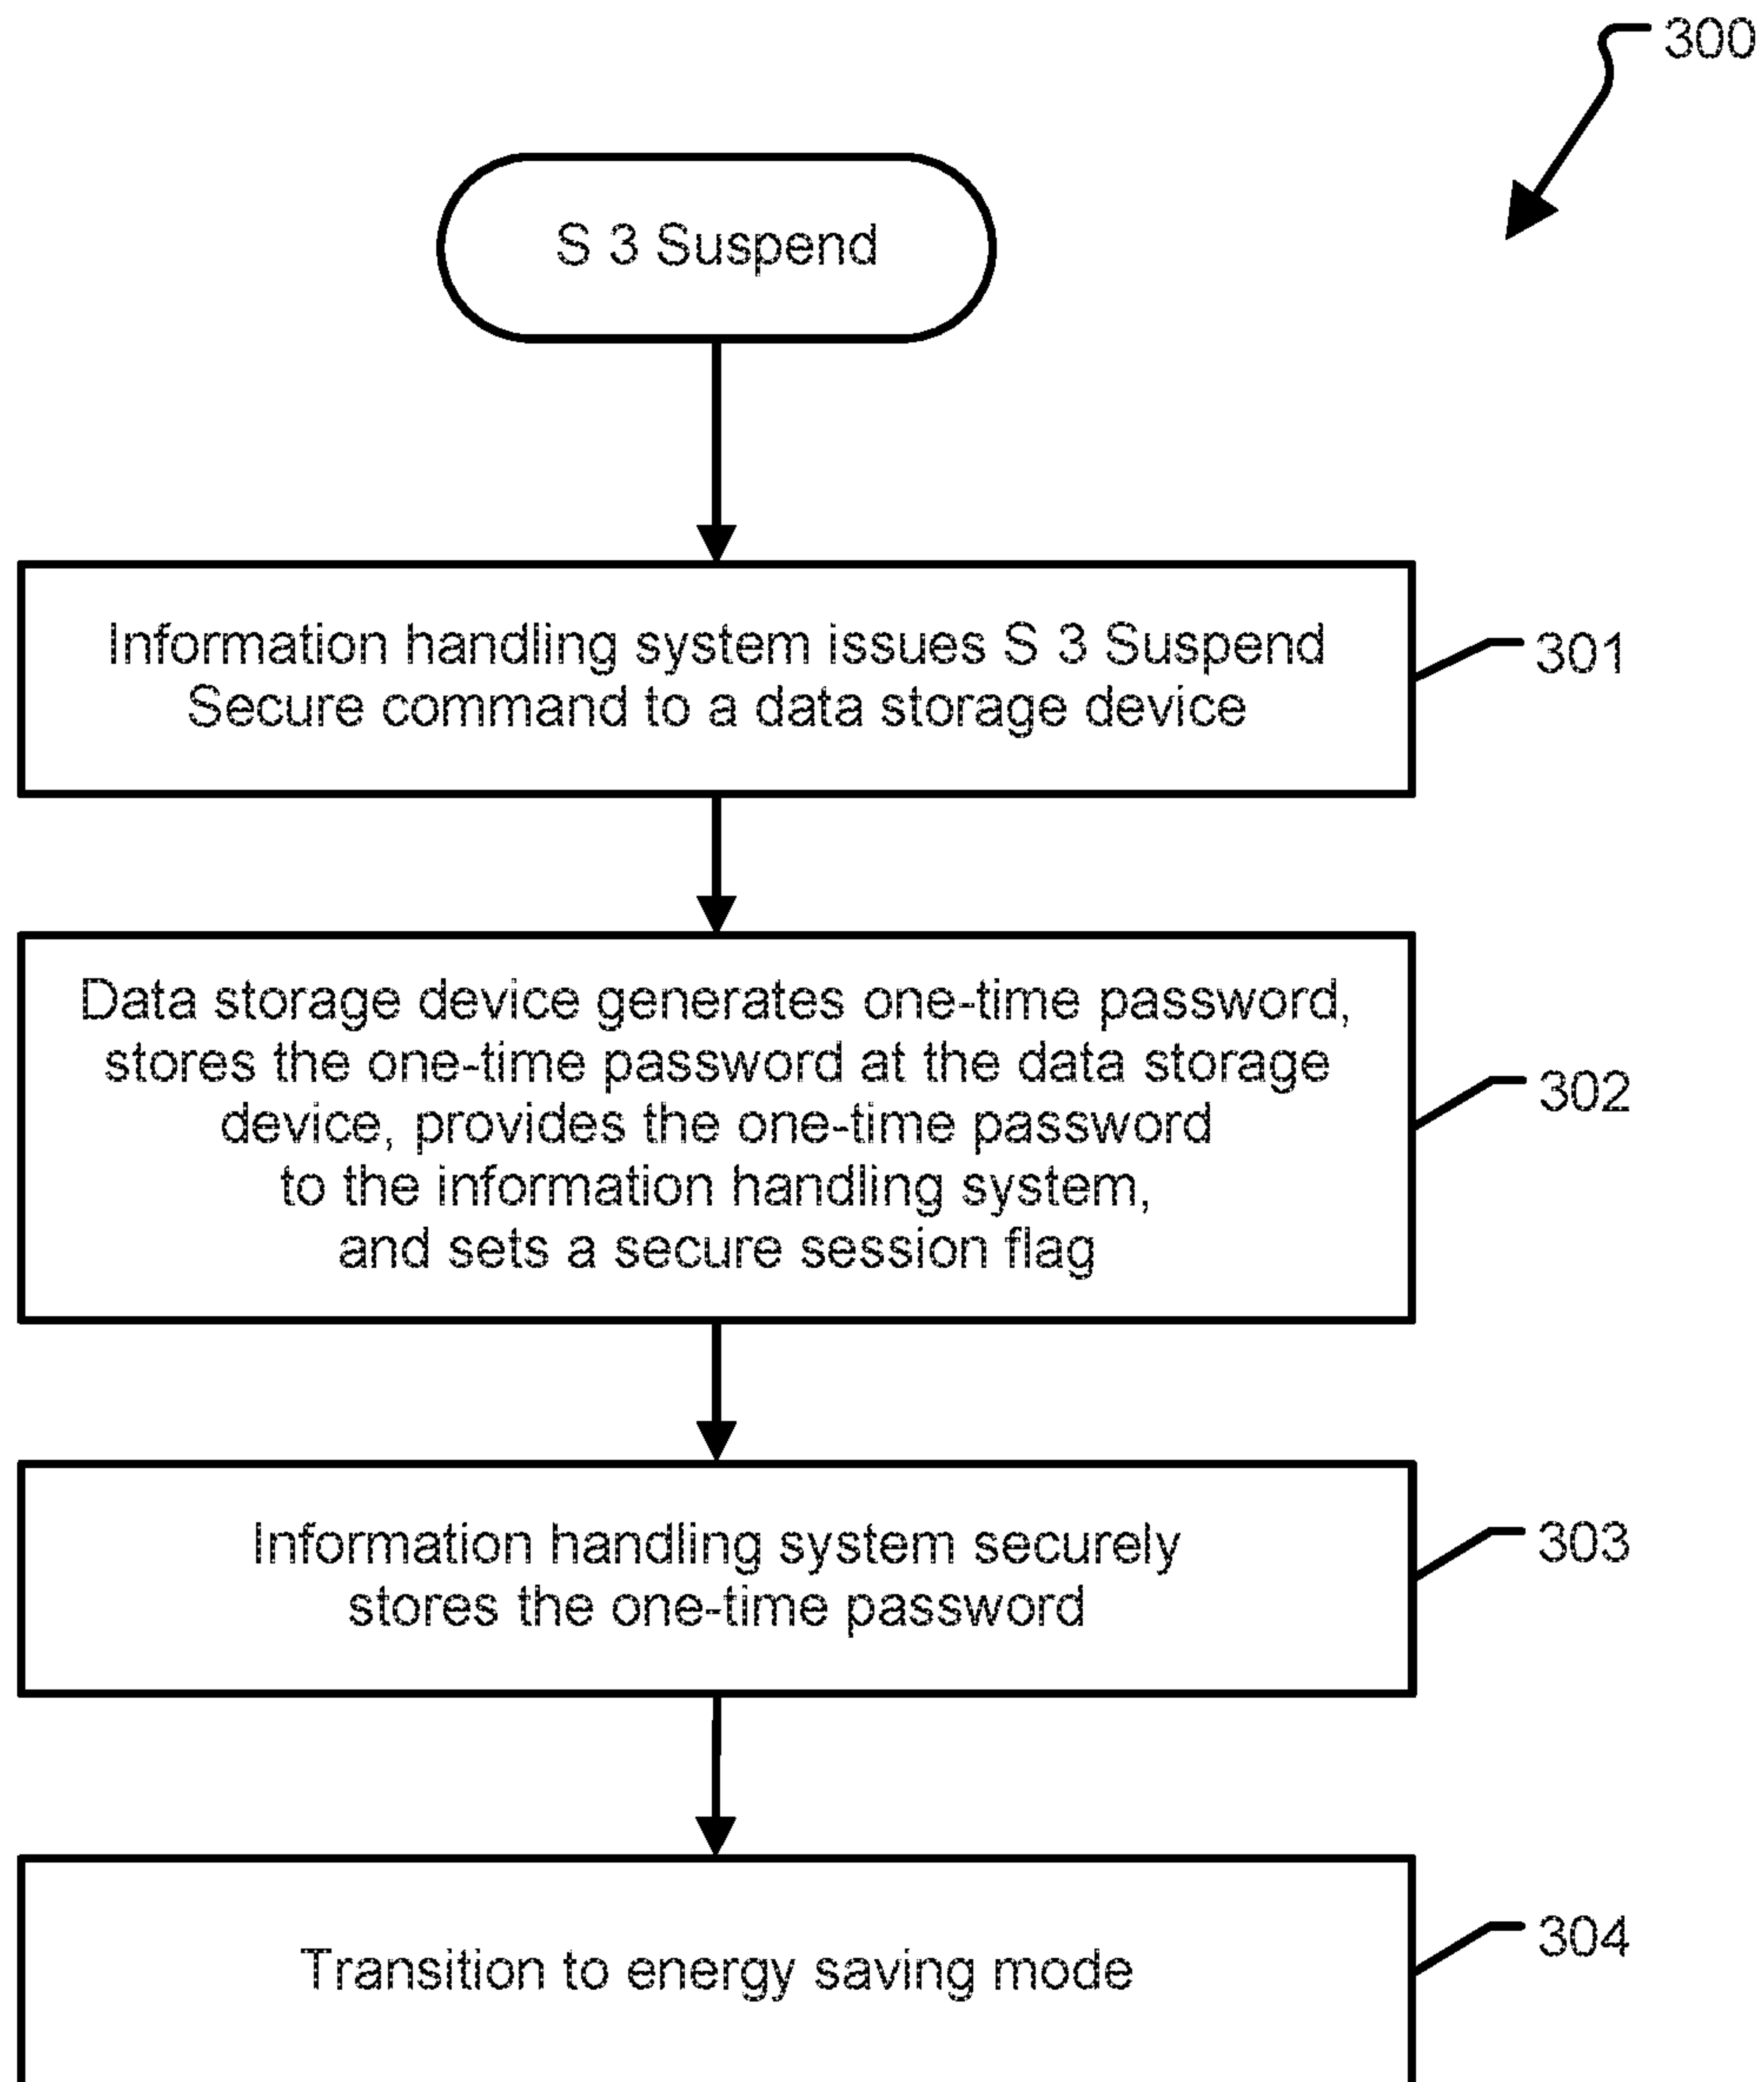 300
S 3 Suspend
Information handling system issues S 3 Suspend
Secure command to a data storage device
301
Data storage device generates one-time password,
stores the one-time password at the data storage
device, provides the one-time password
to the information handling system,
and sets a secure session flag
302
Information handling system securely
stores the one-time password
303
Transition to energy saving mode
304